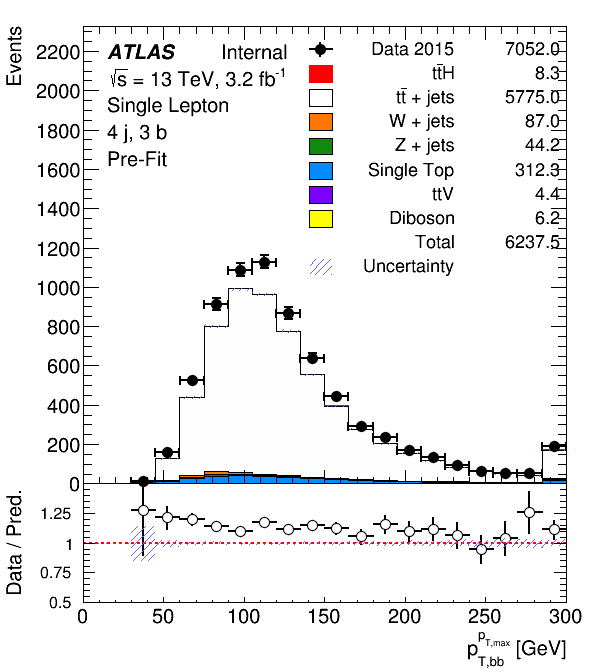 Events
2200
2000
1800
1600
1400
1200
1000
800
600
400
200
0
ATLAS Internal
√s = 13 TeV, 3.2 fb⁻¹
Single Lepton
4 j, 3 b
Pre-Fit
Data 2015 7052.0
tt̄H 8.3
tt̄ + jets 5775.0
W + jets 87.0
Z + jets 44.2
Single Top 312.3
ttV 4.4
Diboson 6.2
Total 6237.5
Uncertainty
Data / Pred.
1.25
1
0.75
0.5
0 50 100 150 200 250 300
p_{T,bb}^{p_{T,max}} [GeV]